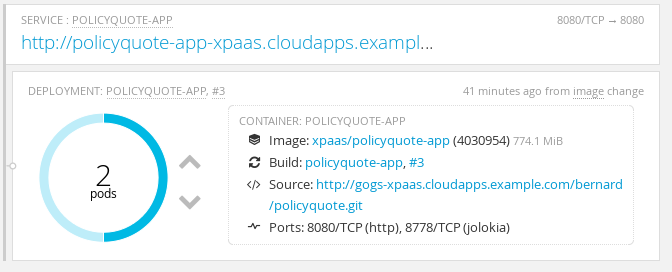 SERVICE : POLICYQUOTE-APP
8080/TCP → 8080
http://policyquote-app-xpaas.cloudapps.exampl...
DEPLOYMENT: POLICYQUOTE-APP, #3
41 minutes ago from image change
2
pods
CONTAINER: POLICYQUOTE-APP
Image: xpaas/policyquote-app (4030954) 774.1 MiB
Build: policyquote-app, #3
Source: http://gogs-xpaas.cloudapps.example.com/bernard
/policyquote.git
Ports: 8080/TCP (http), 8778/TCP (jolokia)